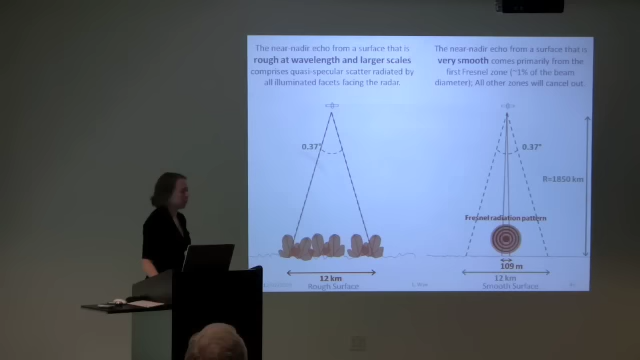 The near-nadir echo from a surface that is
rough at wavelength and larger scales
comprises quasi-specular scatter radiated by
all illuminated facets facing the radar.
The near-nadir echo from a surface that is
very smooth comes primarily from the
first Fresnel zone (~1% of the beam
diameter); All other zones will cancel out.
0.37°
0.37°
R=1850 km
Fresnel radiation pattern
109 m
12 km
12 km
Rough Surface
Smooth Surface